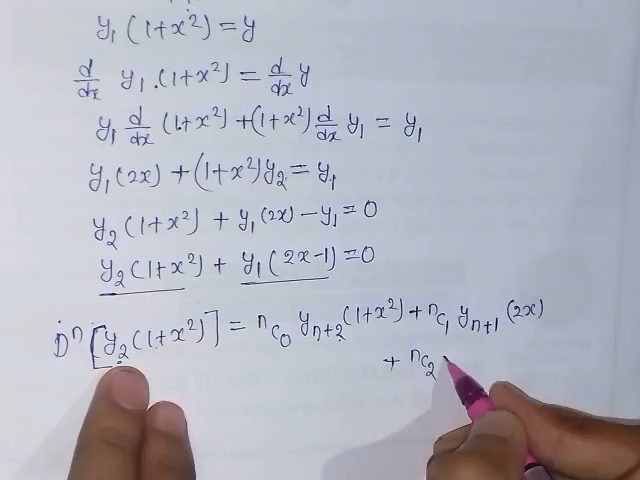 y₁ (1+x²) = y
d/dx y₁ . (1+x²) = d/dx y
y₁ d/dx (1+x²) + (1+x²) d/dx y₁ = y₁
y₁ (2x) + (1+x²) y₂ = y₁
y₂ (1+x²) + y₁ (2x) - y₁ = 0
y₂ (1+x²) + y₁ (2x-1) = 0
Dⁿ [y₂ (1+x²)] = ⁿC₀ yₙ₊₂ (1+x²) + ⁿC₁ yₙ₊₁ (2x)
+ ⁿC₂